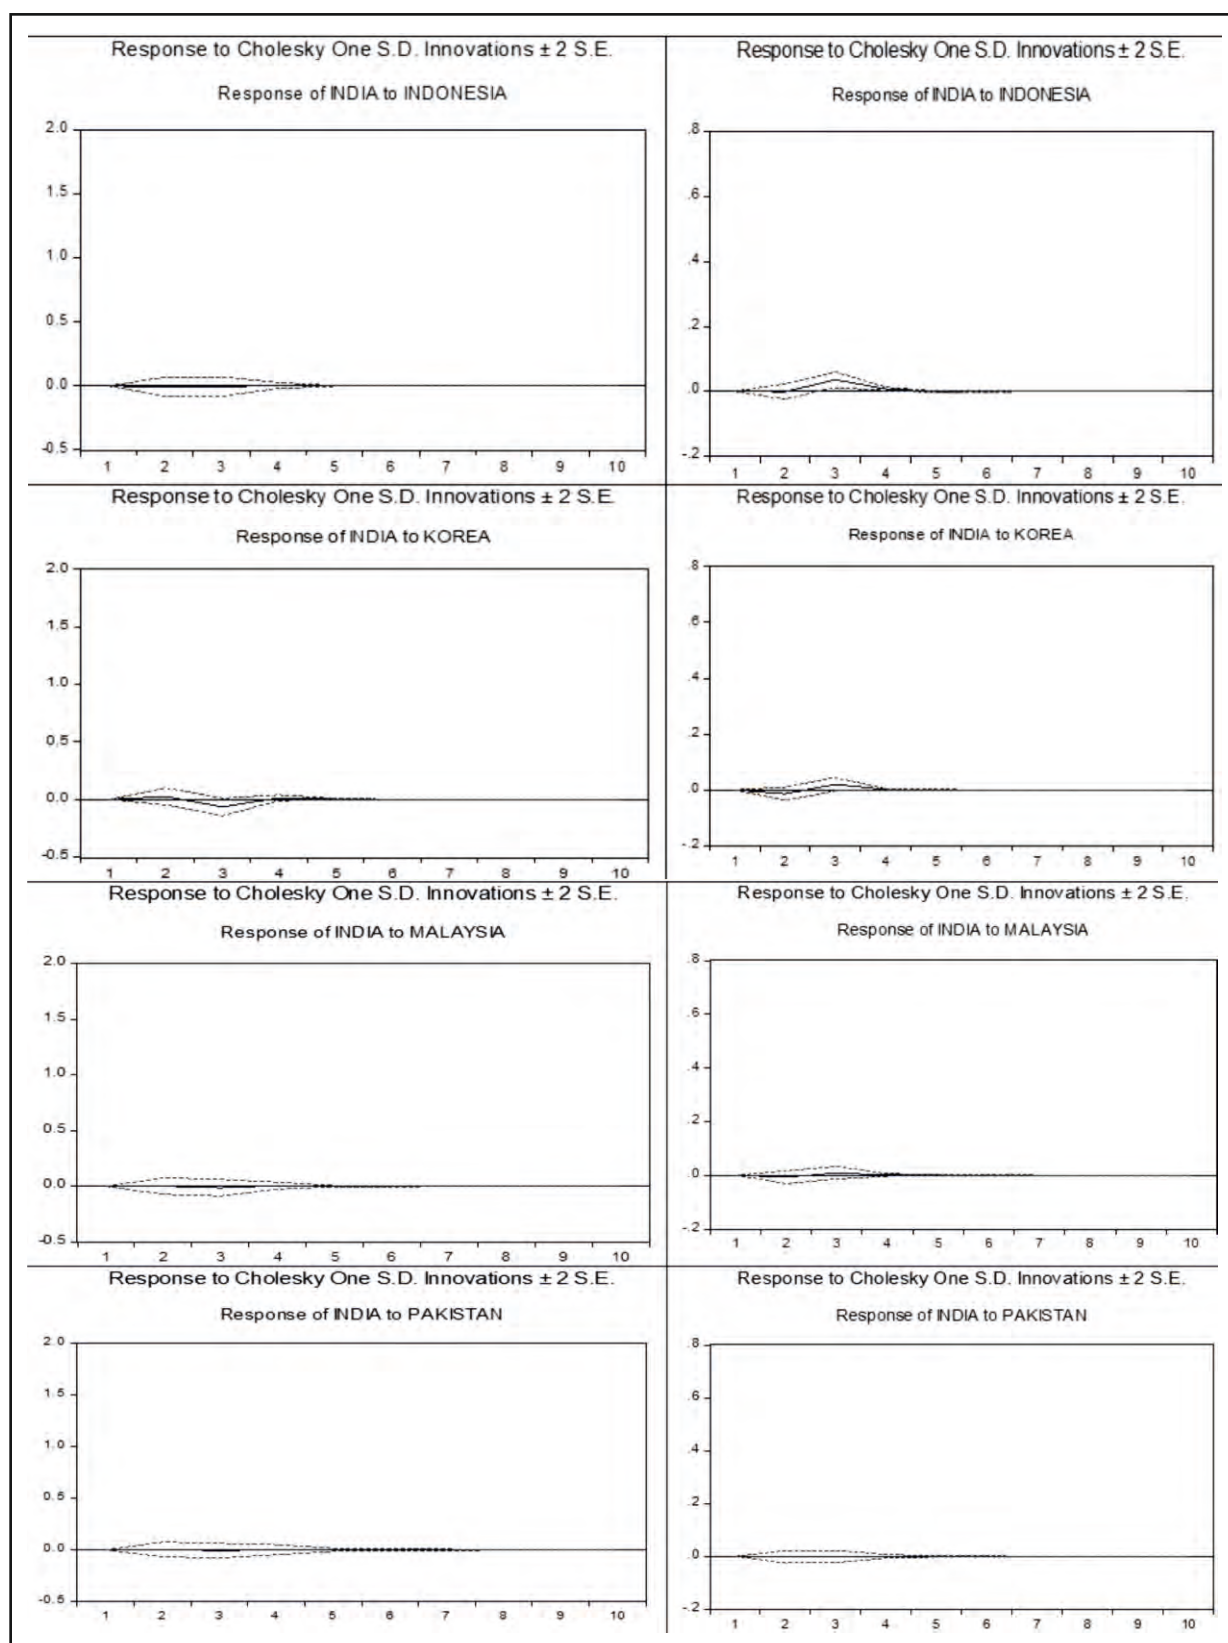 Response to Cholesky One S.D. Innovations ± 2 S.E.
Response of INDIA to INDONESIA
2.0
1.5
1.0
0.5
0.0
-0.5
1 2 3 4 5 6 7 8 9 10
Response to Cholesky One S.D. Innovations ± 2 S.E.
Response of INDIA to INDONESIA
.8
.6
.4
.2
.0
-.2
1 2 3 4 5 6 7 8 9 10
Response to Cholesky One S.D. Innovations ± 2 S.E.
Response of INDIA to KOREA
2.0
1.5
1.0
0.5
0.0
-0.5
1 2 3 4 5 6 7 8 9 10
Response to Cholesky One S.D. Innovations ± 2 S.E.
Response of INDIA to KOREA
.8
.6
.4
.2
.0
-.2
1 2 3 4 5 6 7 8 9 10
Response to Cholesky One S.D. Innovations ± 2 S.E.
Response of INDIA to MALAYSIA
2.0
1.5
1.0
0.5
0.0
-0.5
1 2 3 4 5 6 7 8 9 10
Response to Cholesky One S.D. Innovations ± 2 S.E.
Response of INDIA to MALAYSIA
.8
.6
.4
.2
.0
-.2
1 2 3 4 5 6 7 8 9 10
Response to Cholesky One S.D. Innovations ± 2 S.E.
Response of INDIA to PAKISTAN
2.0
1.5
1.0
0.5
0.0
-0.5
1 2 3 4 5 6 7 8 9 10
Response to Cholesky One S.D. Innovations ± 2 S.E.
Response of INDIA to PAKISTAN
.8
.6
.4
.2
.0
-.2
1 2 3 4 5 6 7 8 9 10